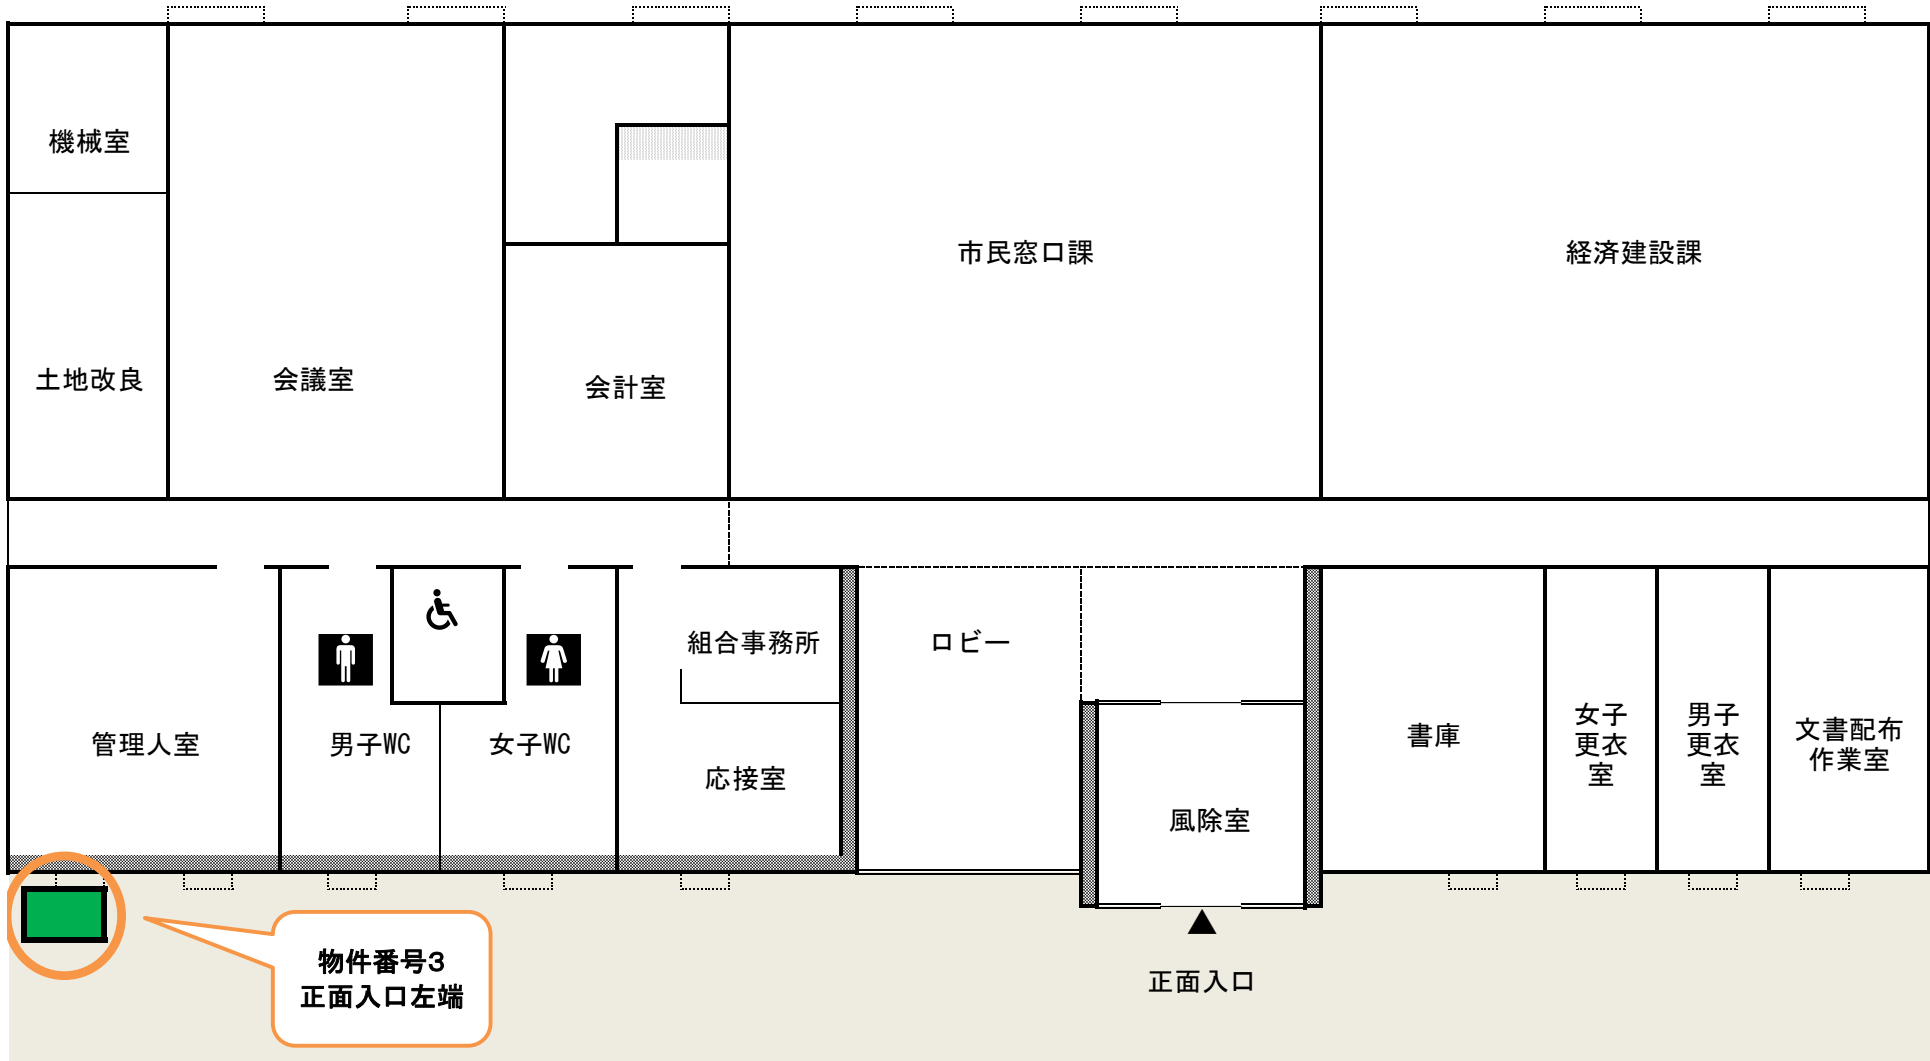 機械室
市民窓口課
経済建設課
土地改良
会議室
会計室
組合事務所
ロビー
管理人室
男子WC
女子WC
応接室
風除室
書庫
女子
更衣
室
男子
更衣
室
文書配布
作業室
物件番号3
正面入口左端
正面入口